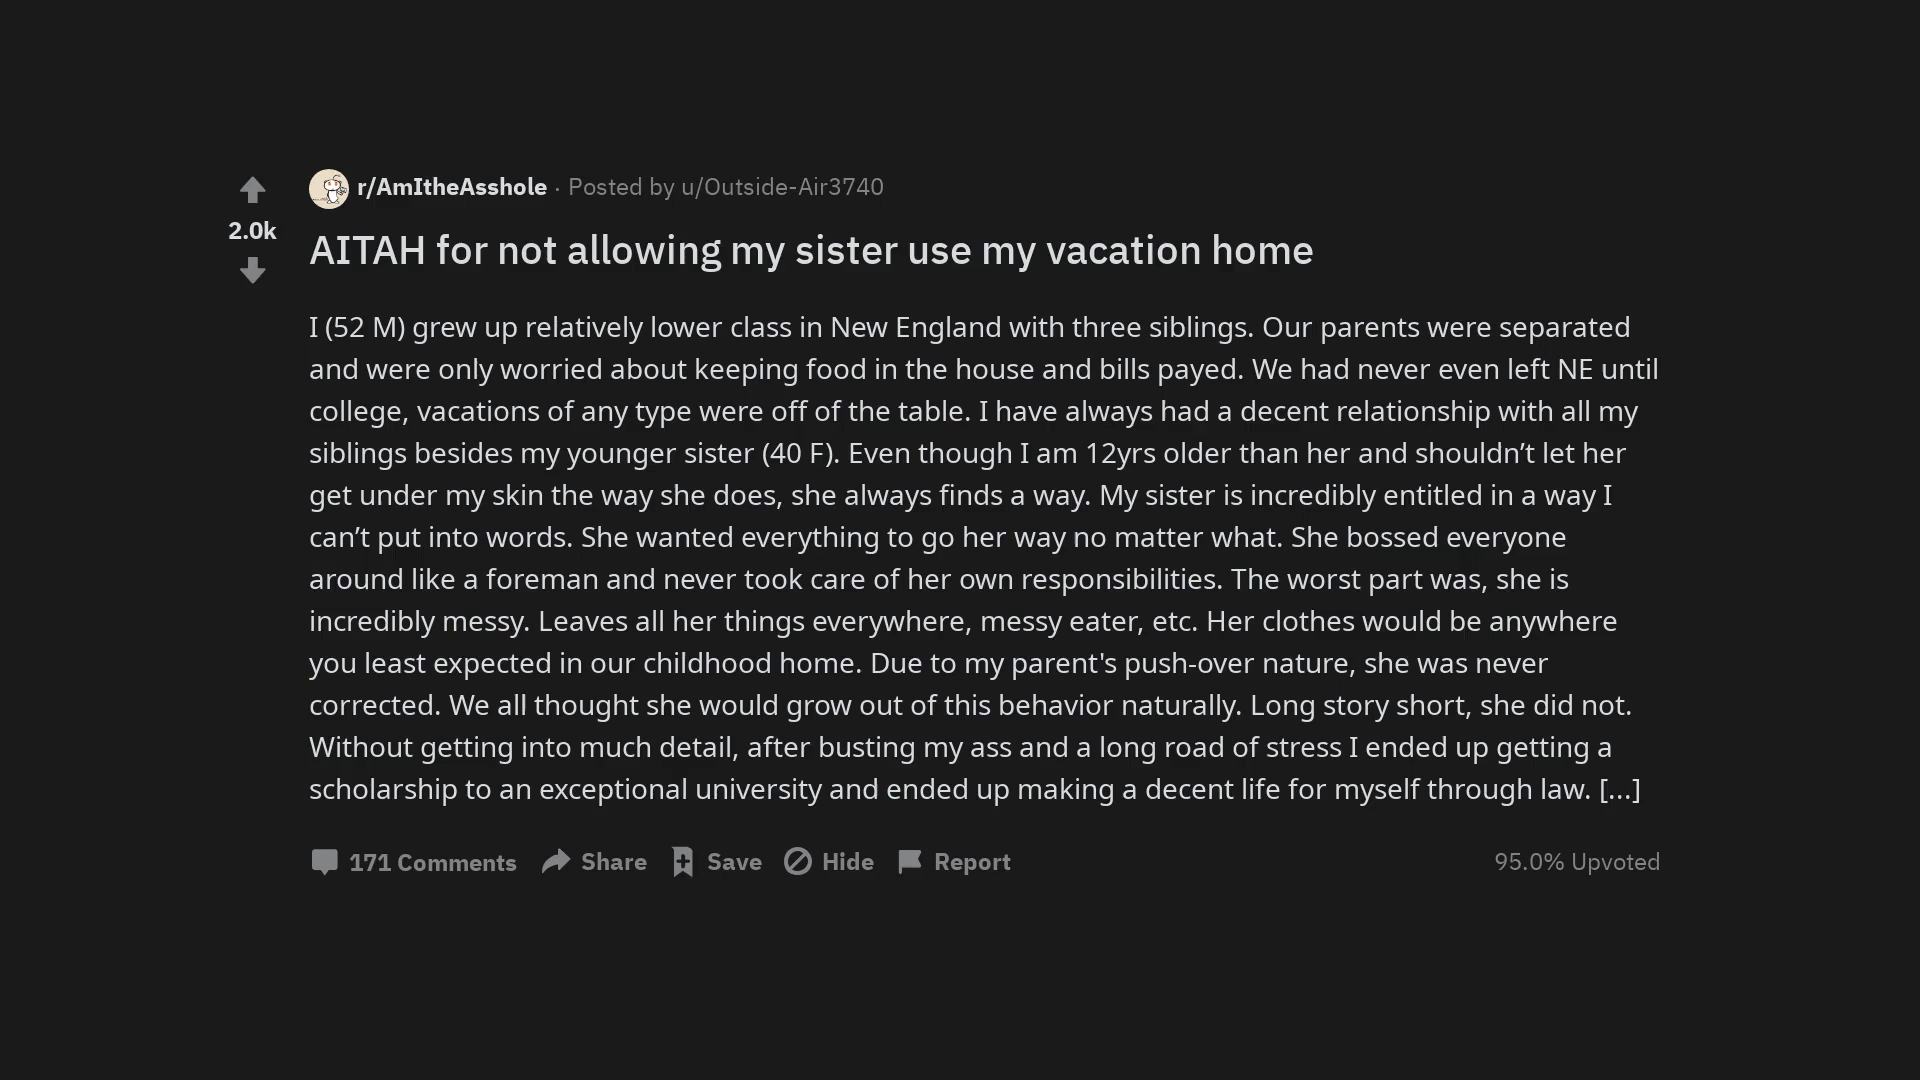 r/AmItheAsshole · Posted by u/Outside-Air3740
2.0k
AITAH for not allowing my sister use my vacation home
I (52 M) grew up relatively lower class in New England with three siblings. Our parents were separated
and were only worried about keeping food in the house and bills payed. We had never even left NE until
college, vacations of any type were off of the table. I have always had a decent relationship with all my
siblings besides my younger sister (40 F). Even though I am 12yrs older than her and shouldn’t let her
get under my skin the way she does, she always finds a way. My sister is incredibly entitled in a way I
can’t put into words. She wanted everything to go her way no matter what. She bossed everyone
around like a foreman and never took care of her own responsibilities. The worst part was, she is
incredibly messy. Leaves all her things everywhere, messy eater, etc. Her clothes would be anywhere
you least expected in our childhood home. Due to my parent's push-over nature, she was never
corrected. We all thought she would grow out of this behavior naturally. Long story short, she did not.
Without getting into much detail, after busting my ass and a long road of stress I ended up getting a
scholarship to an exceptional university and ended up making a decent life for myself through law. [...]
171 Comments Share Save Hide Report 95.0% Upvoted